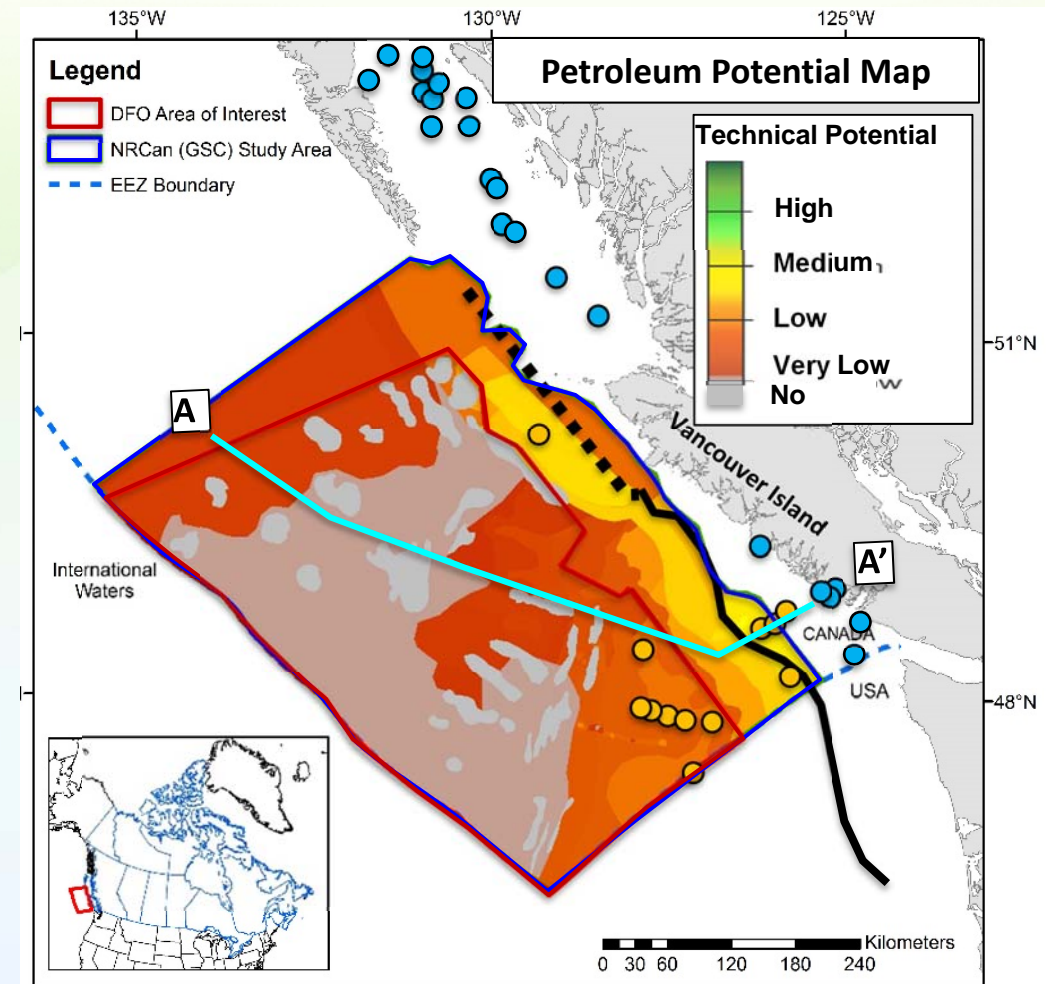 135°W
130°W
125°W
Legend
DFO Area of Interest
NRCan (GSC) Study Area
EEZ Boundary
Petroleum Potential Map
Technical Potential
High
Medium
Low
Very Low
No
51°N
A
Vancouver Island
International
Waters
A'
CANADA
USA
48°N
Kilometers
0 30 60 120 180 240